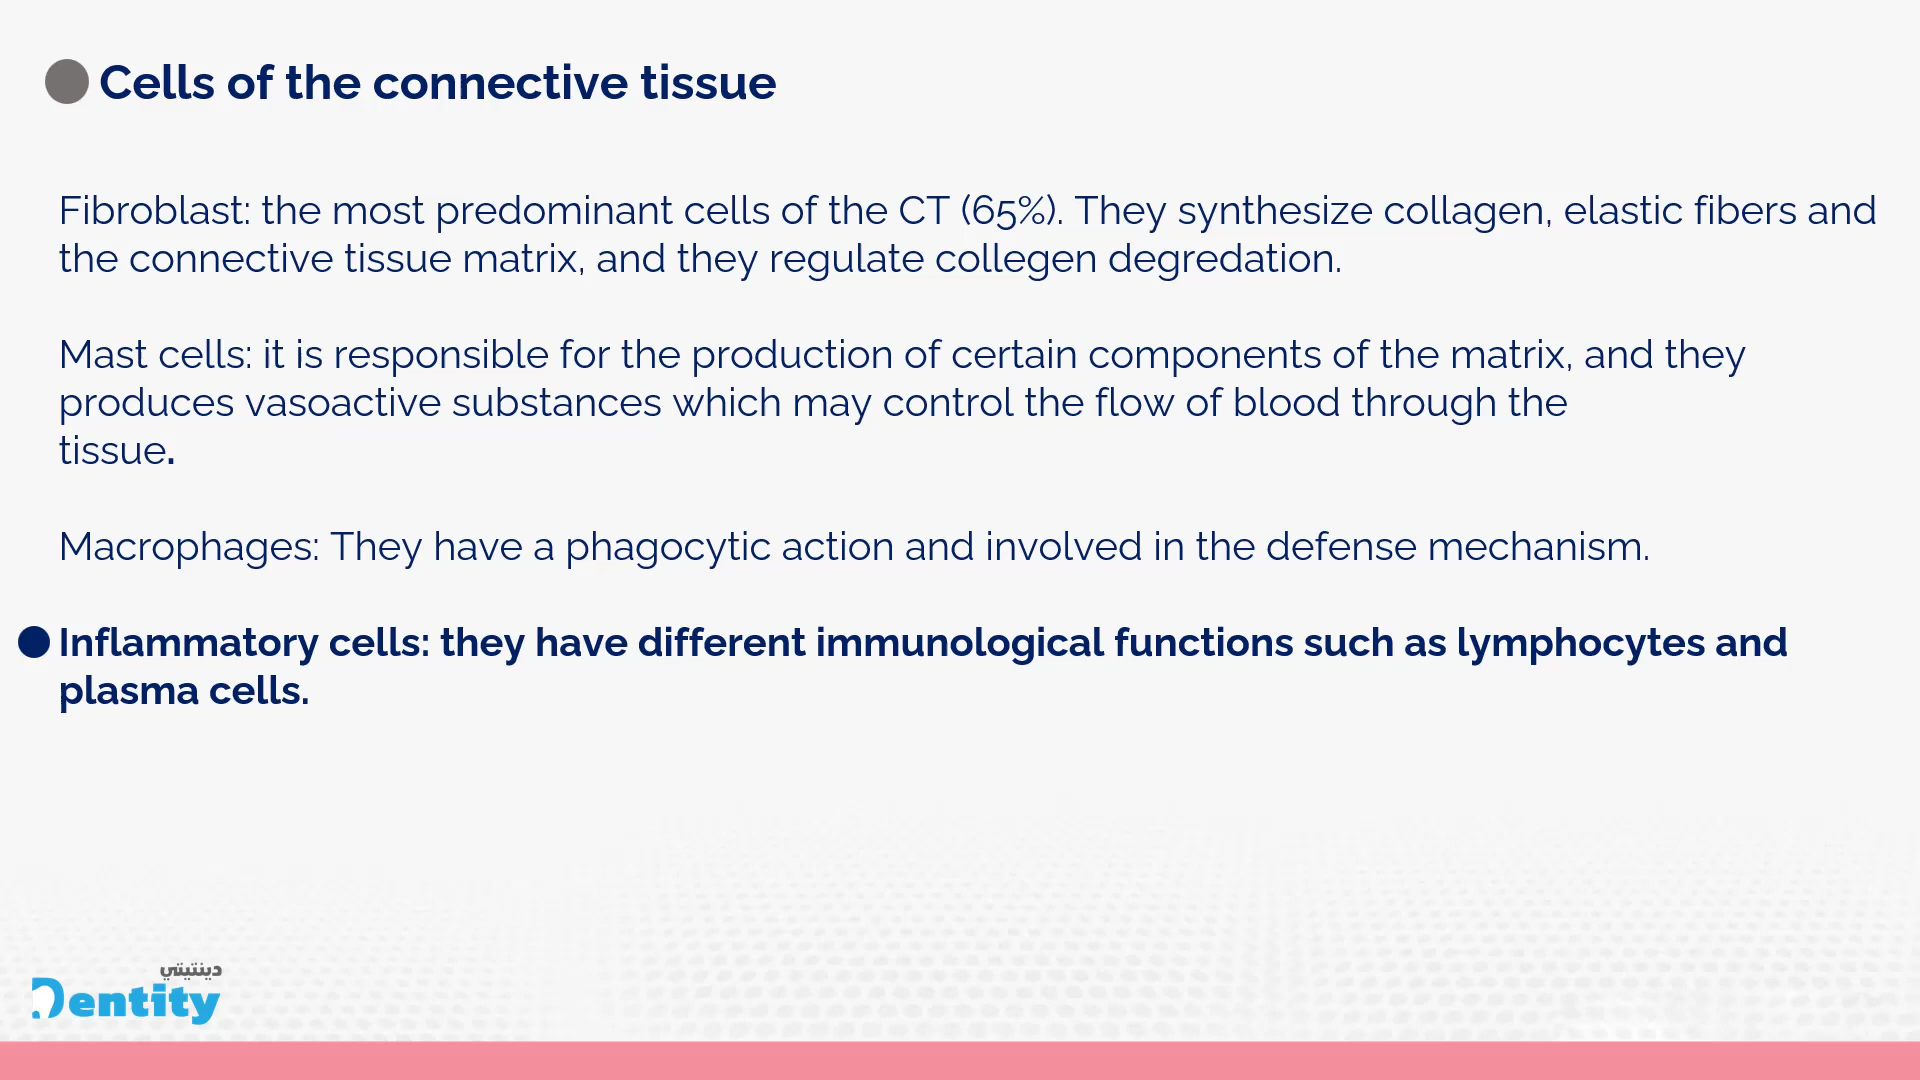 Cells of the connective tissue
Fibroblast: the most predominant cells of the CT (65%). They synthesize collagen, elastic fibers and
the connective tissue matrix, and they regulate collegen degredation.
Mast cells: it is responsible for the production of certain components of the matrix, and they
produces vasoactive substances which may control the flow of blood through the
tissue.
Macrophages: They have a phagocytic action and involved in the defense mechanism.
Inflammatory cells: they have different immunological functions such as lymphocytes and
plasma cells.
دينتيتي
Dentity